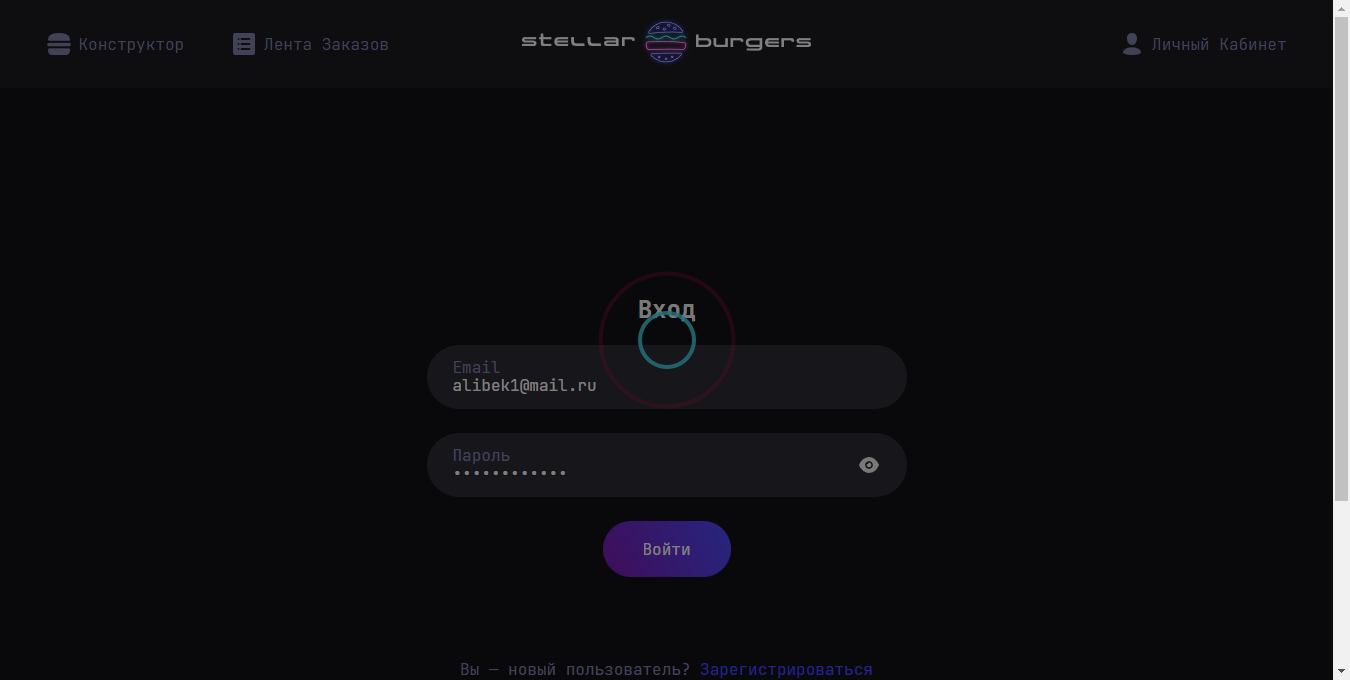 Конструктор
Лента Заказов
stellar burgers
Личный Кабинет
Вход
Email
alibek1@mail.ru
Пароль
••••••••••••
Войти
Вы — новый пользователь? Зарегистрироваться